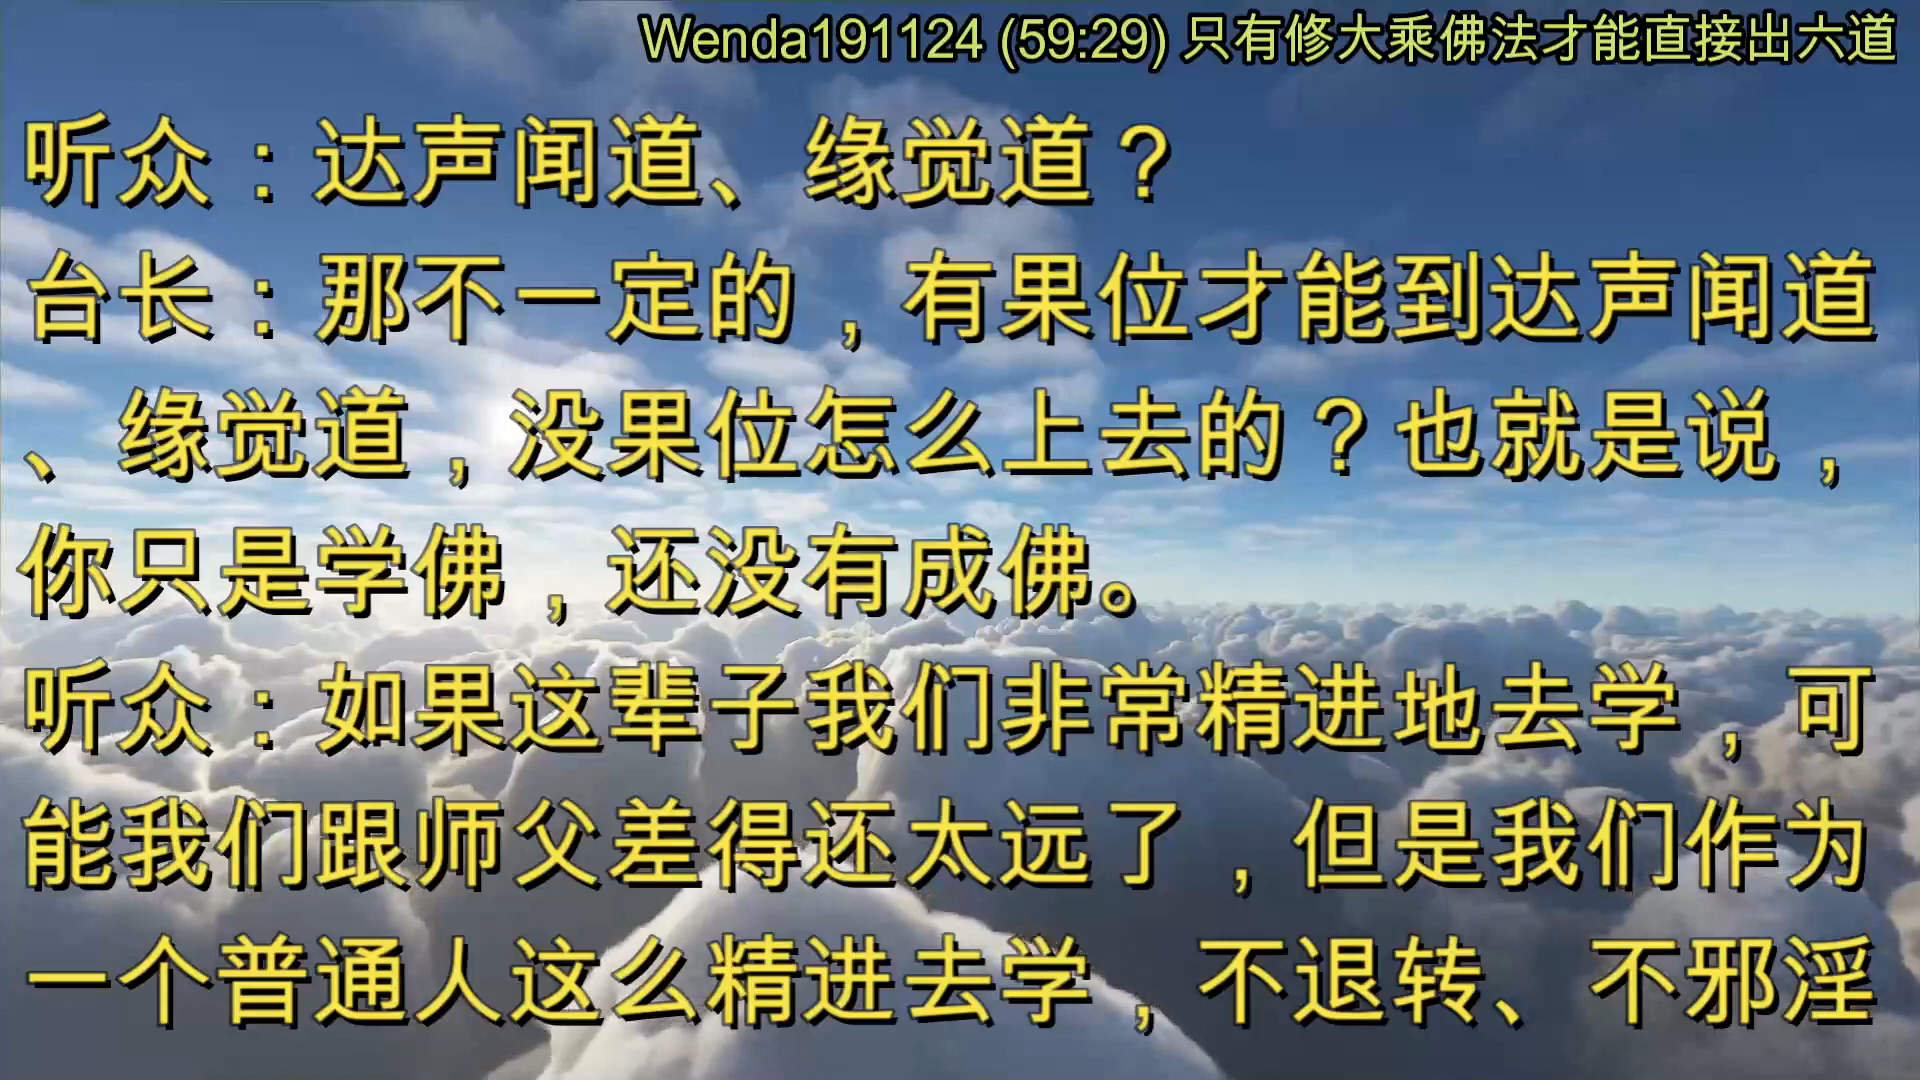 Wenda191124 (59:29) 只有修大乘佛法才能直接出六道
听众：达声闻道、缘觉道？
台长：那不一定的，有果位才能到达声闻道
、缘觉道，没果位怎么上去的？也就是说，
你只是学佛，还没有成佛。
听众：如果这辈子我们非常精进地去学，可
能我们跟师父差得还太远了，但是我们作为
一个普通人这么精进去学，不退转、不邪淫